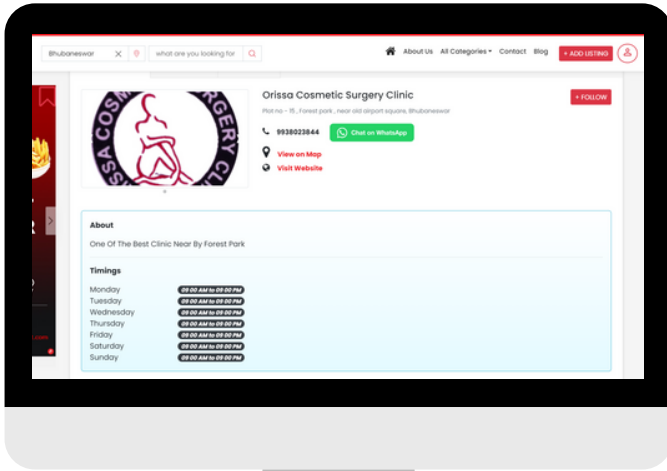 Bhubaneswar
what are you looking for
About Us
All Categories
Contact
Blog
+ ADD LISTING
Orissa Cosmetic Surgery Clinic
+ FOLLOW
Plot no - 15 , Forest park , near old airport square, Bhubaneswar
9938023844
Chat on WhatsApp
View on Map
Visit Website
About
One Of The Best Clinic Near By Forest Park
Timings
Monday 09:00 AM to 09:00 PM
Tuesday 09:00 AM to 09:00 PM
Wednesday 09:00 AM to 09:00 PM
Thursday 09:00 AM to 09:00 PM
Friday 09:00 AM to 09:00 PM
Saturday 09:00 AM to 09:00 PM
Sunday 09:00 AM to 09:00 PM